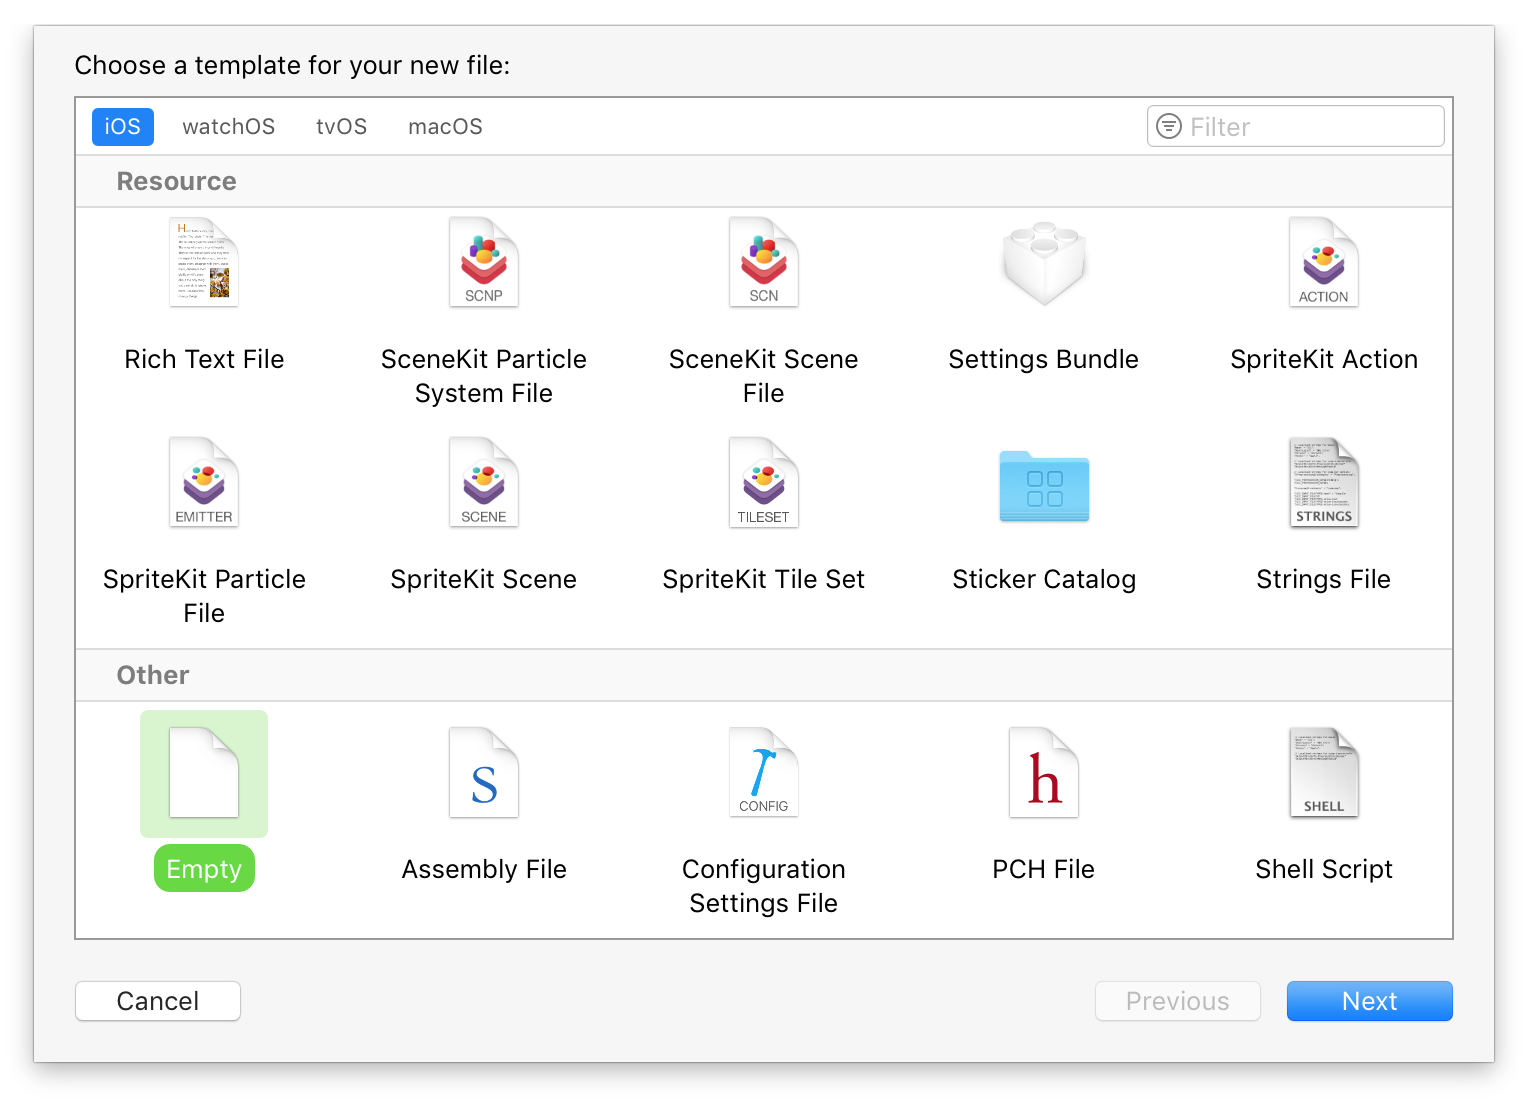 Choose a template for your new file:
iOS watchOS tvOS macOS Filter
Resource
SCNP SCN ACTION
Rich Text File SceneKit Particle SceneKit Scene Settings Bundle SpriteKit Action
System File File
EMITTER SCENE TILESET STRINGS
SpriteKit Particle SpriteKit Scene SpriteKit Tile Set Sticker Catalog Strings File
File
Other
S h
CONFIG SHELL
Empty Assembly File Configuration PCH File Shell Script
Settings File
Cancel Previous Next